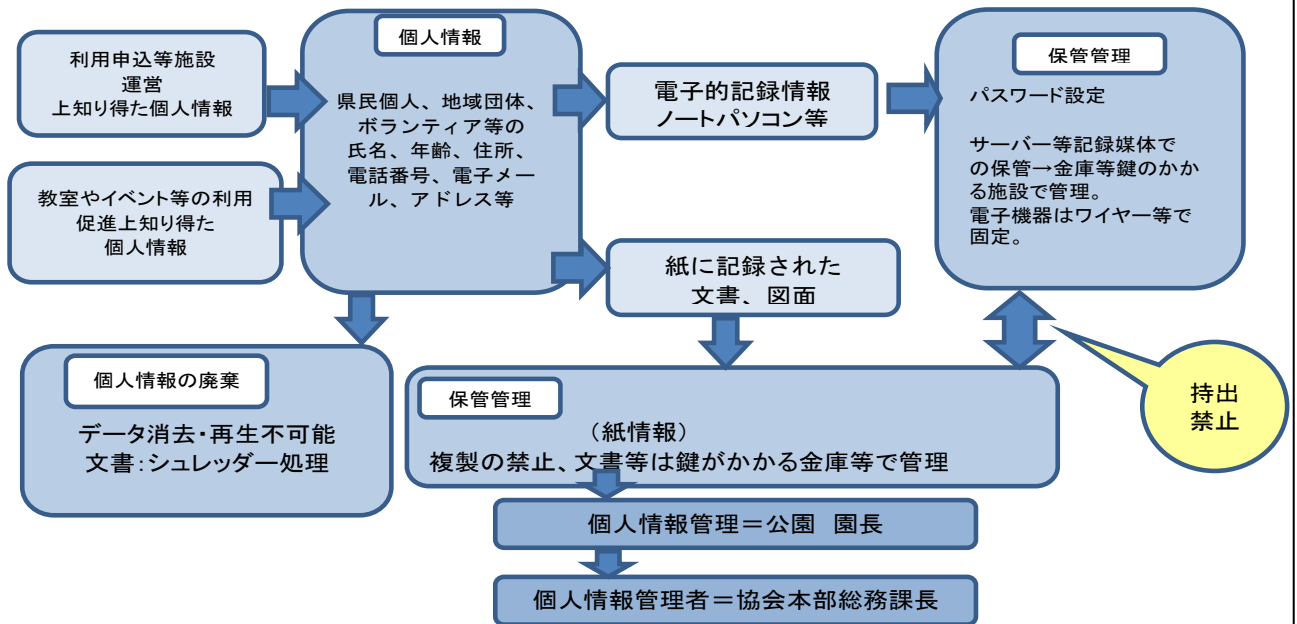 利用申込等施設
運営
上知り得た個人情報
教室やイベント等の利用
促進上知り得た
個人情報
個人情報
県民個人、地域団体、
ボランティア等の
氏名、年齢、住所、
電話番号、電子メー
ル、アドレス等
電子的記録情報
ノートパソコン等
保管管理
パスワード設定
サーバー等記録媒体で
の保管→金庫等鍵のかか
る施設で管理。
電子機器はワイヤー等で
固定。
紙に記録された
文書、図面
持出
禁止
個人情報の廃棄
データ消去・再生不可能
文書：シュレッダー処理
保管管理
（紙情報）
複製の禁止、文書等は鍵がかかる金庫等で管理
個人情報管理＝公園　園長
個人情報管理者＝協会本部総務課長